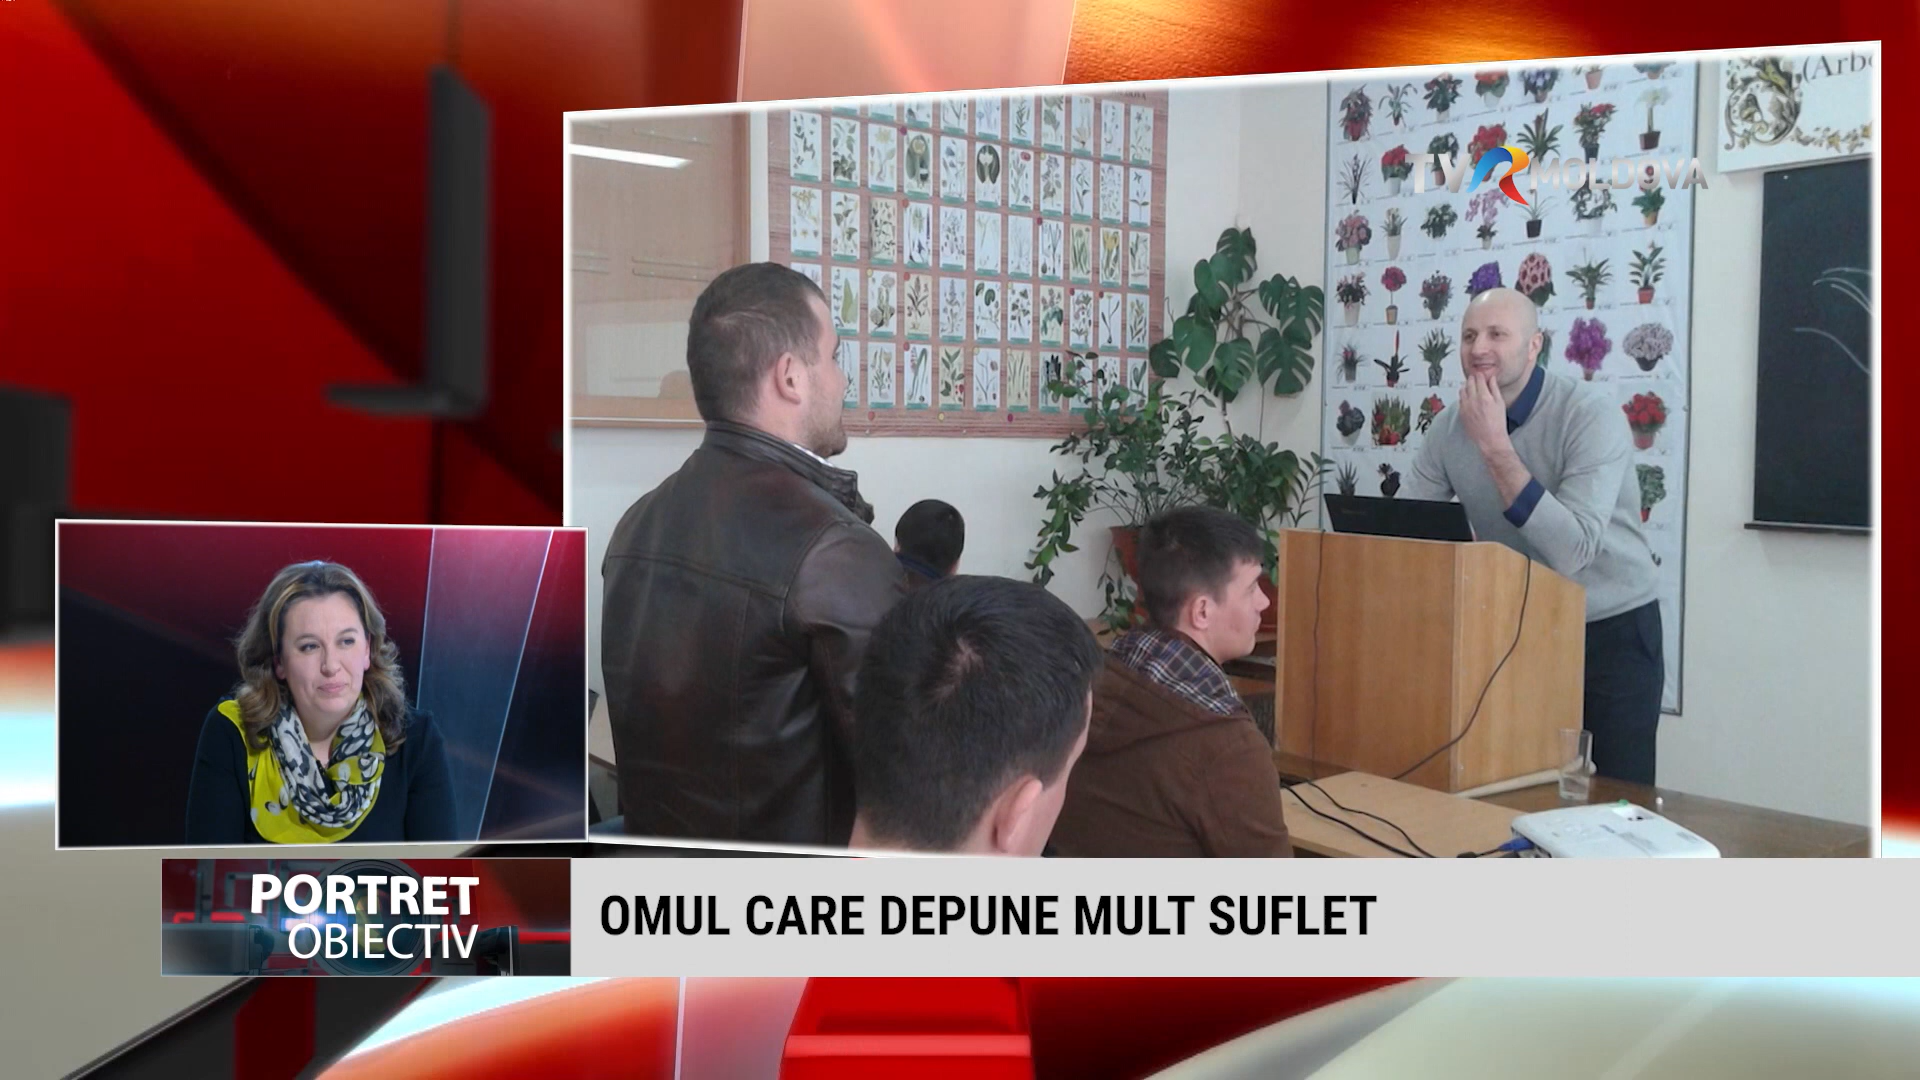 (Arbo
TVR MOLDOVA
PORTRET
OBIECTIV
OMUL CARE DEPUNE MULT SUFLET